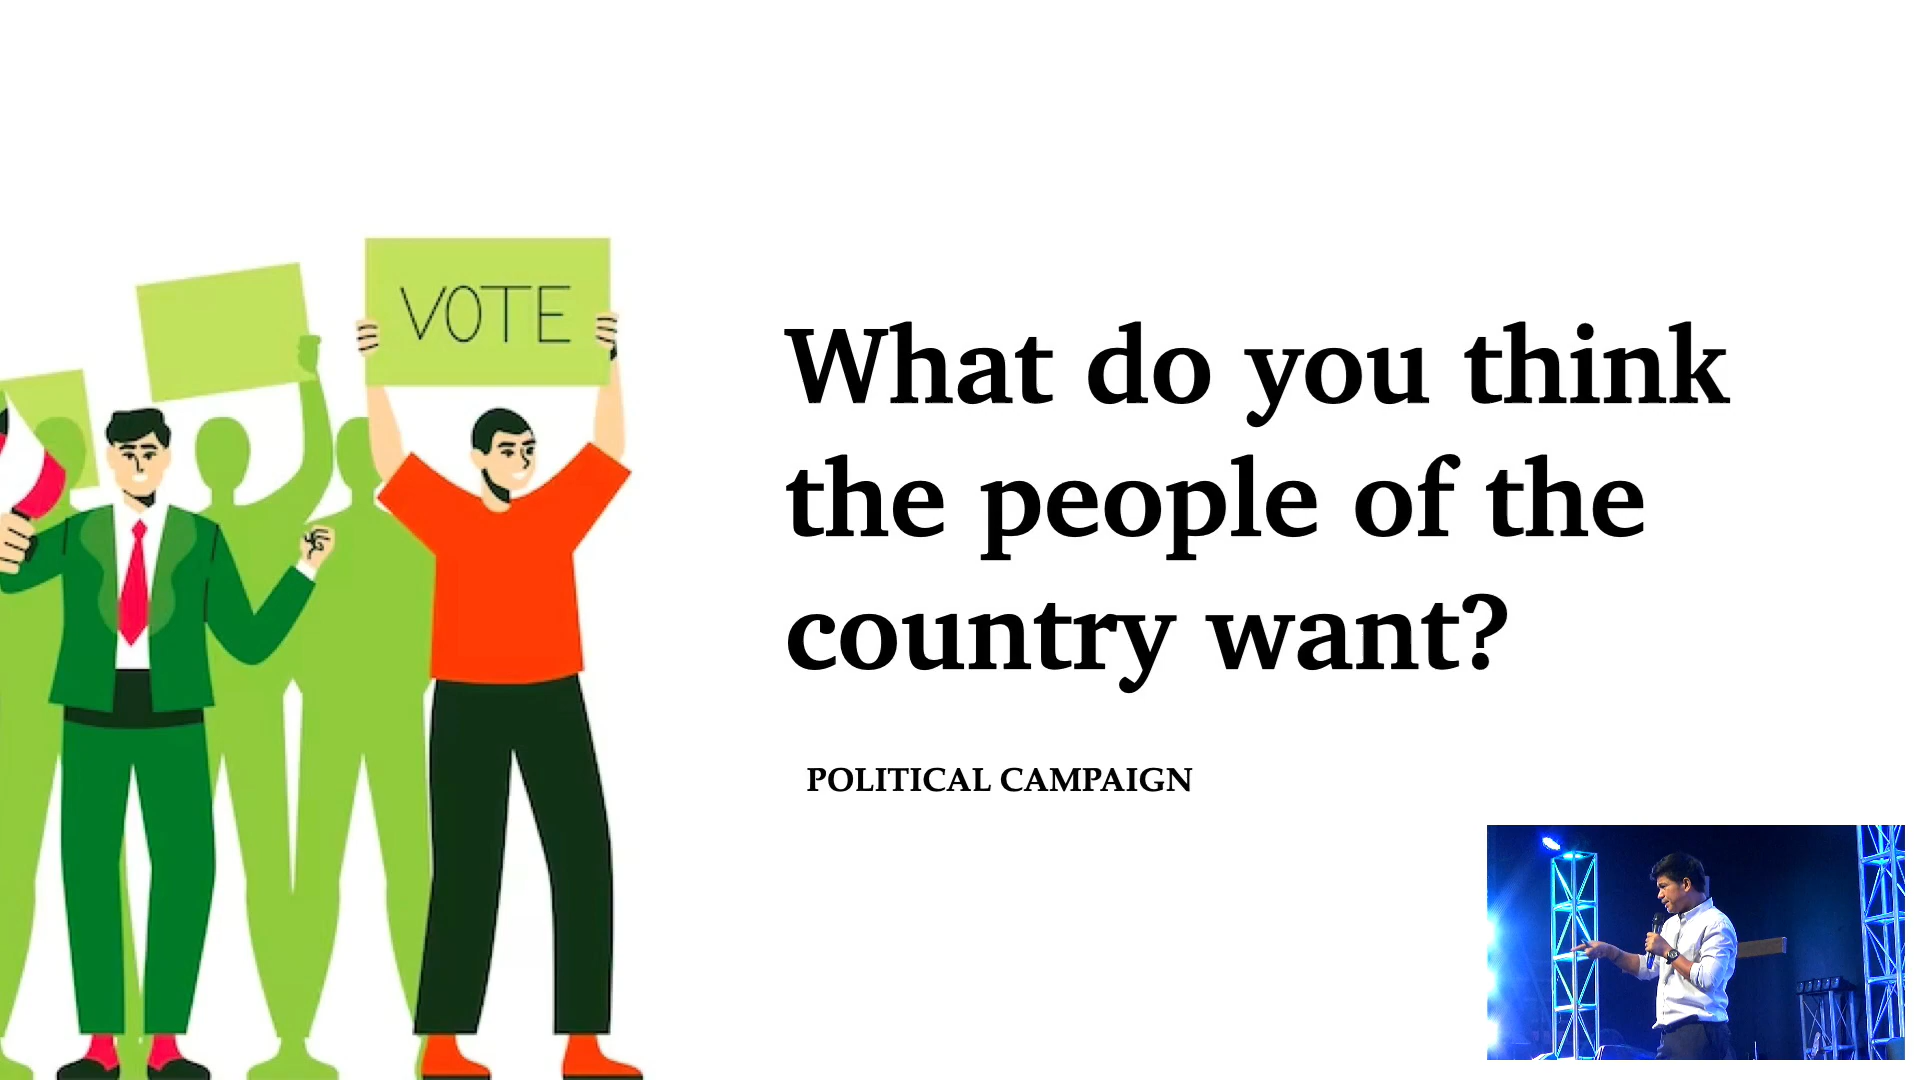 VOTE
What do you think
the people of the
country want?
POLITICAL CAMPAIGN